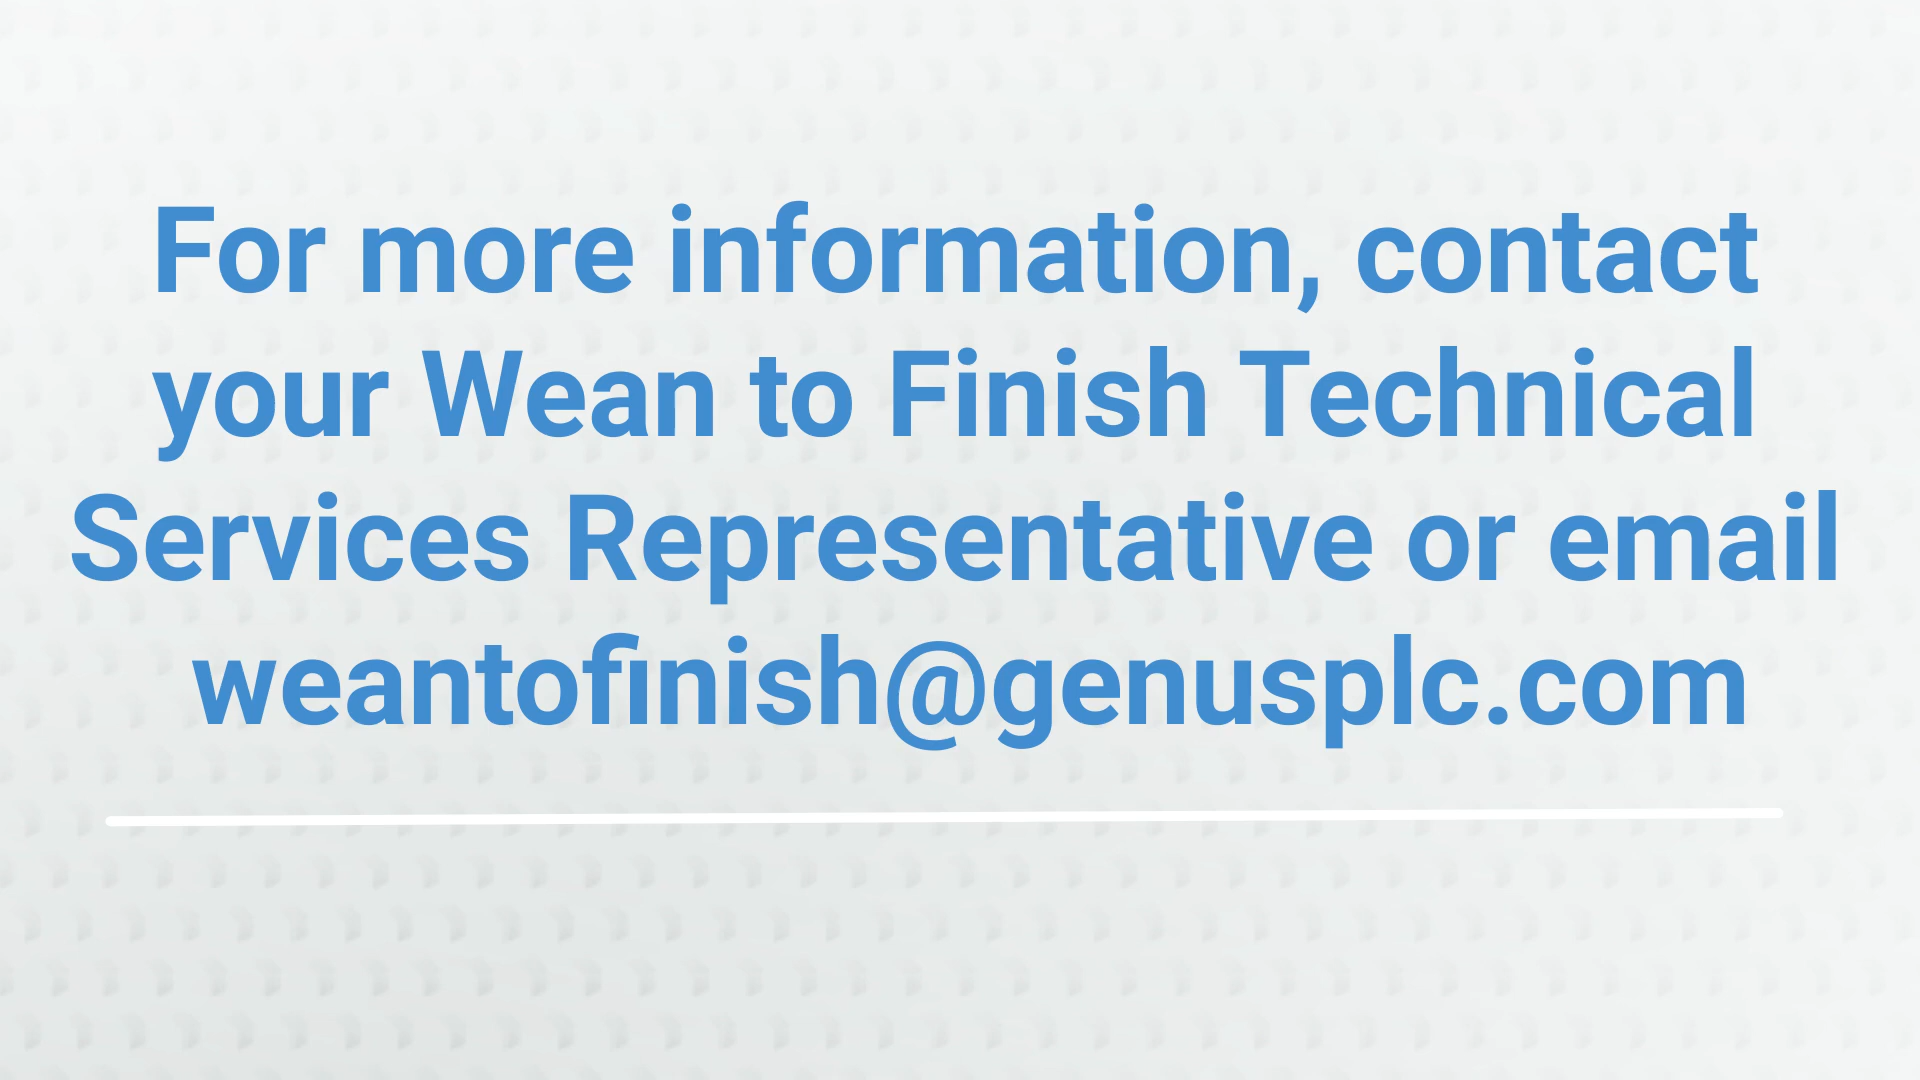 For more information, contact
your Wean to Finish Technical
Services Representative or email
weantofinish@genusplc.com